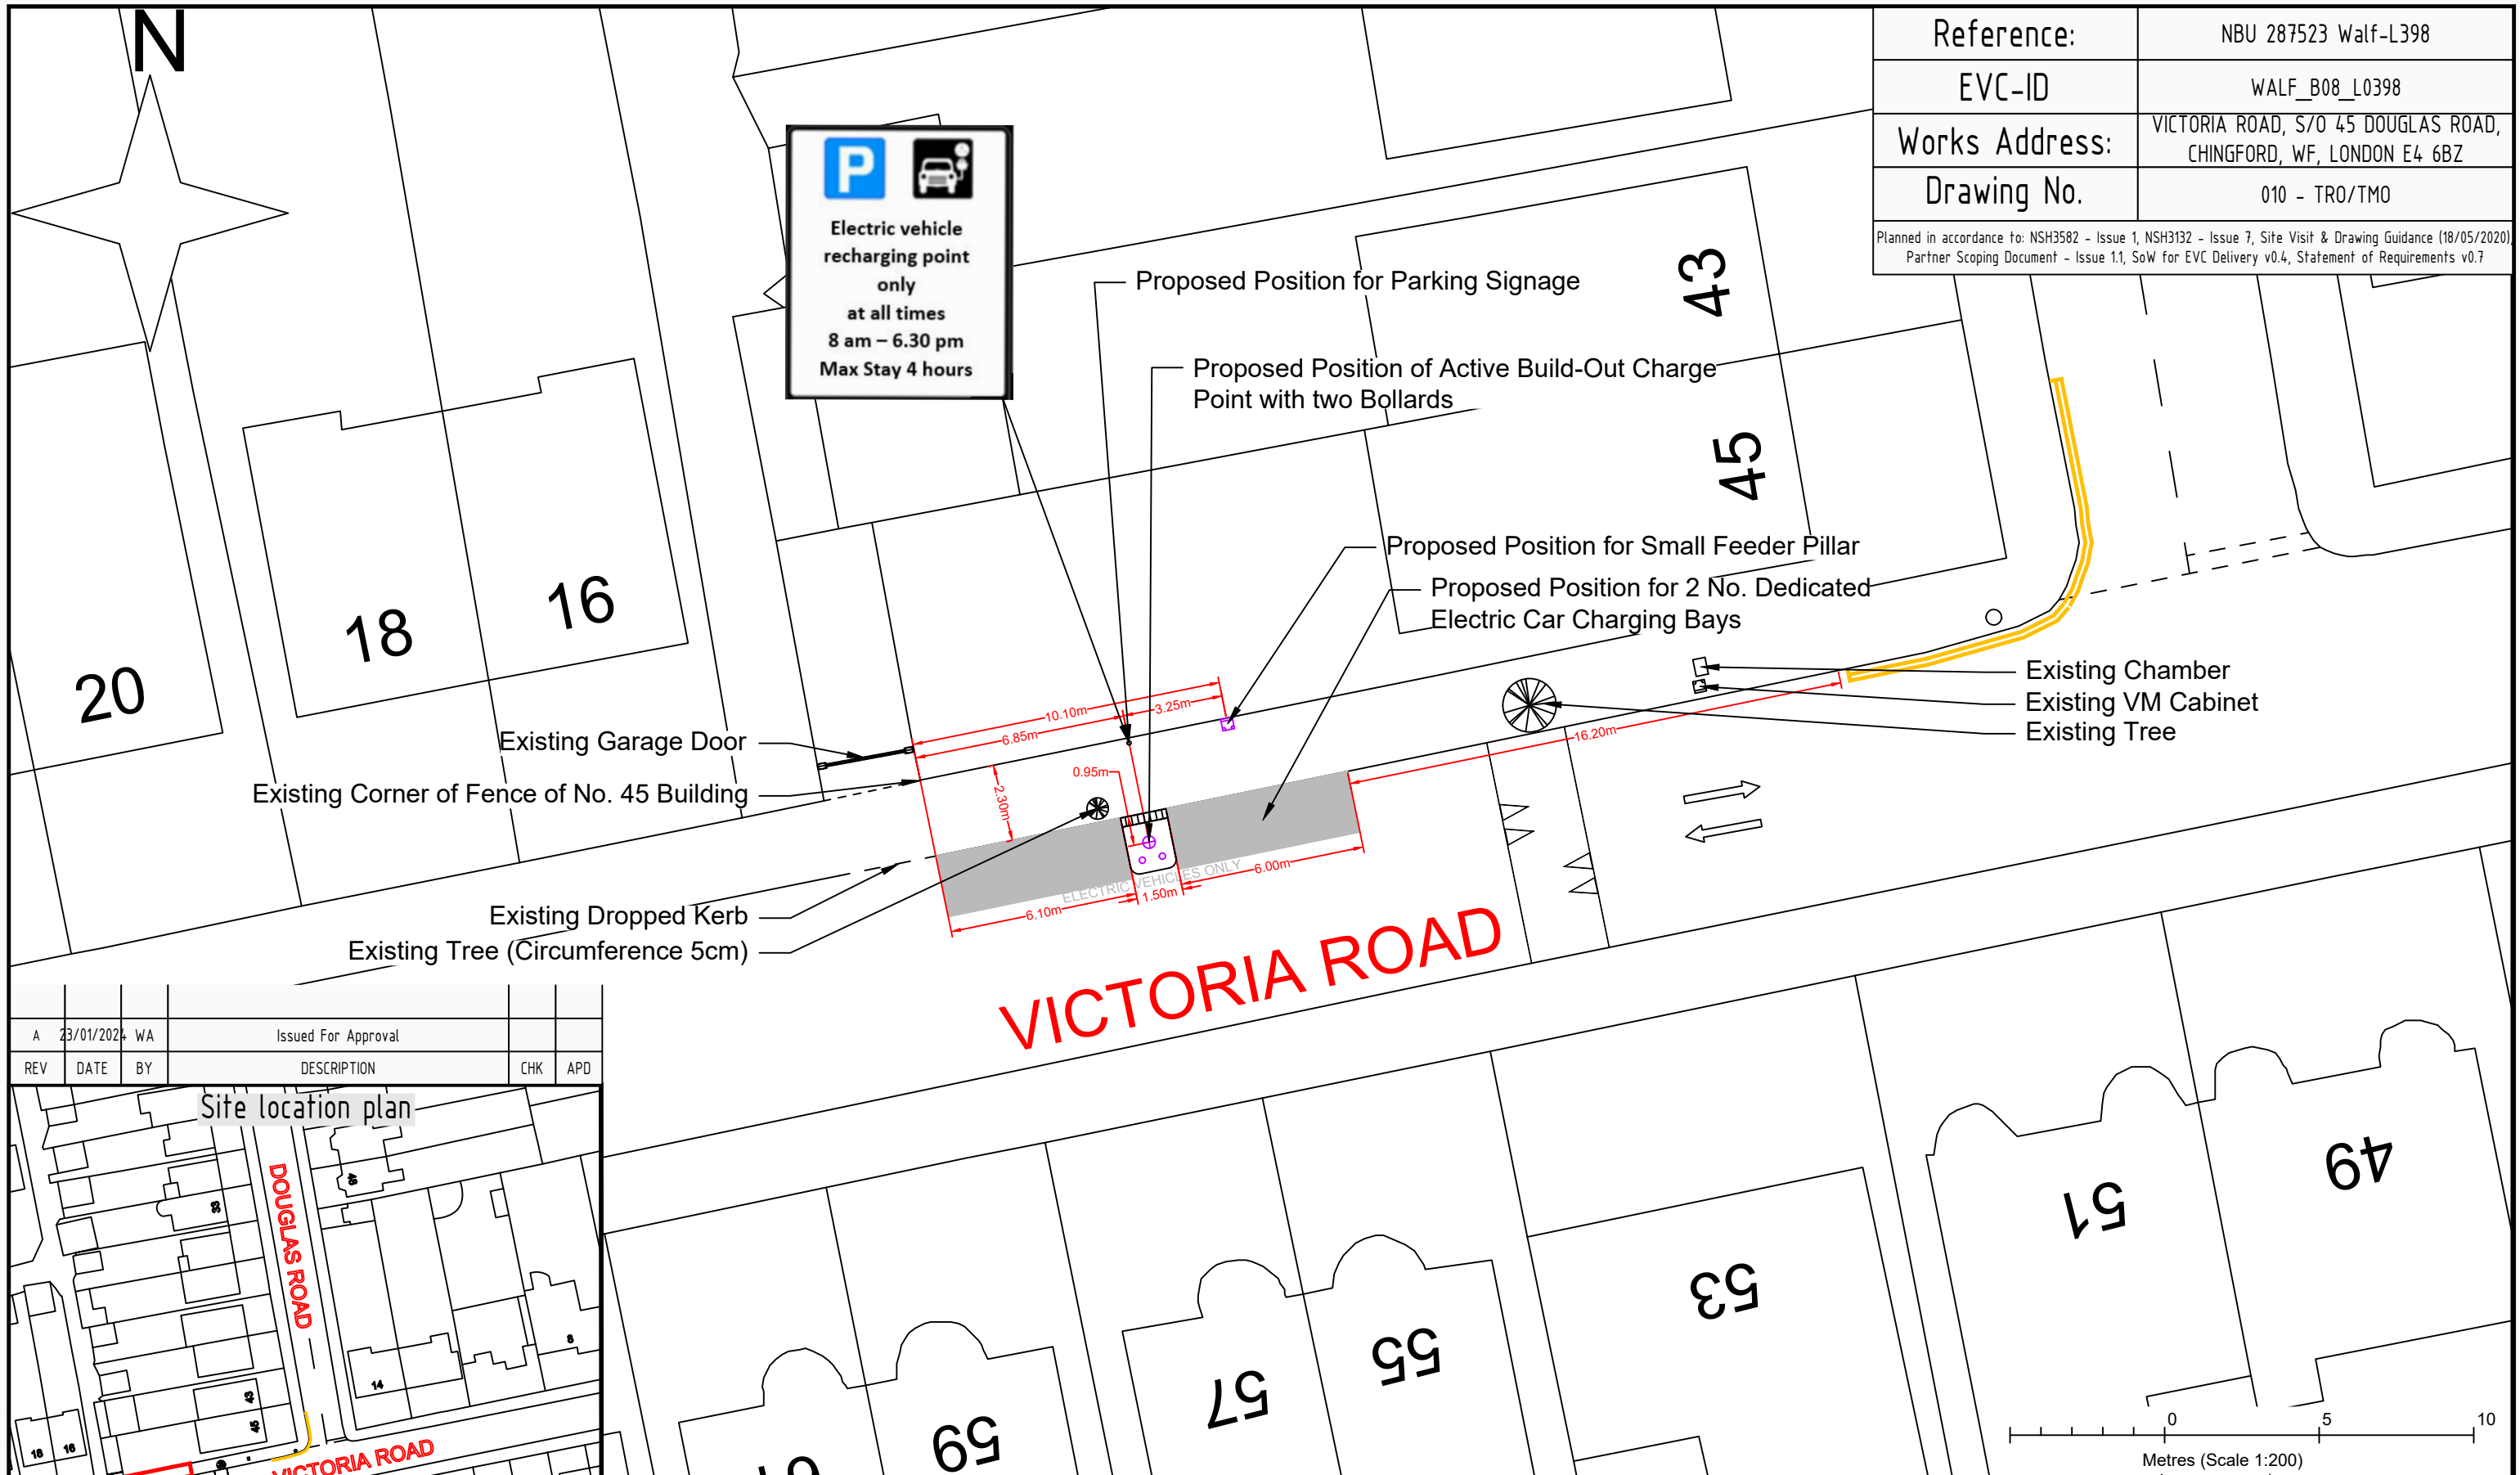 N
Reference:
NBU 287523 Walf-L398
EVC-ID
WALF_B08_L0398
Works Address:
VICTORIA ROAD, S/O 45 DOUGLAS ROAD,
CHINGFORD, WF, LONDON E4 6BZ
Drawing No.
010 - TRO/TMO
Planned in accordance to: NSH3582 - Issue 1, NSH3132 - Issue 7, Site Visit & Drawing Guidance (18/05/2020),
Partner Scoping Document - Issue 1.1, SoW for EVC Delivery v0.4, Statement of Requirements v0.7
P
Electric vehicle
recharging point
only
at all times
8 am – 6.30 pm
Max Stay 4 hours
Proposed Position for Parking Signage
Proposed Position of Active Build-Out Charge
Point with two Bollards
43
45
Proposed Position for Small Feeder Pillar
Proposed Position for 2 No. Dedicated
Electric Car Charging Bays
20
18
16
Existing Chamber
Existing VM Cabinet
Existing Tree
Existing Garage Door
Existing Corner of Fence of No. 45 Building
Existing Dropped Kerb
Existing Tree (Circumference 5cm)
10.10m
3.25m
6.85m
0.95m
2.30m
16.20m
6.00m
1.50m
6.10m
ELECTRIC VEHICLES ONLY
VICTORIA ROAD
A 23/01/2024 WA Issued For Approval
REV DATE BY DESCRIPTION CHK APD
Site location plan
DOUGLAS ROAD
33
46
43
45
18
16
14
8
VICTORIA ROAD
59
57
55
53
51
49
0 5 10
Metres (Scale 1:200)